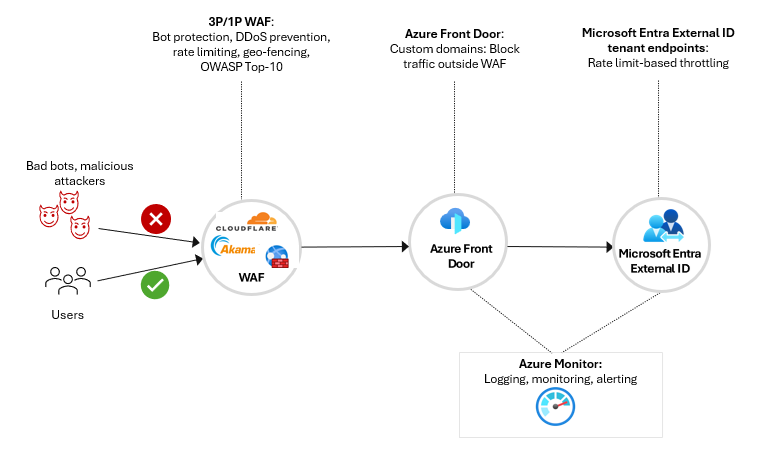 3P/1P WAF:
Bot protection, DDoS prevention,
rate limiting, geo-fencing,
OWASP Top-10
Azure Front Door:
Custom domains: Block
traffic outside WAF
Microsoft Entra External ID
tenant endpoints:
Rate limit-based throttling
Bad bots, malicious
attackers
Users
CLOUDFLARE
Akama
WAF
Azure Front
Door
Microsoft Entra
External ID
Azure Monitor:
Logging, monitoring, alerting